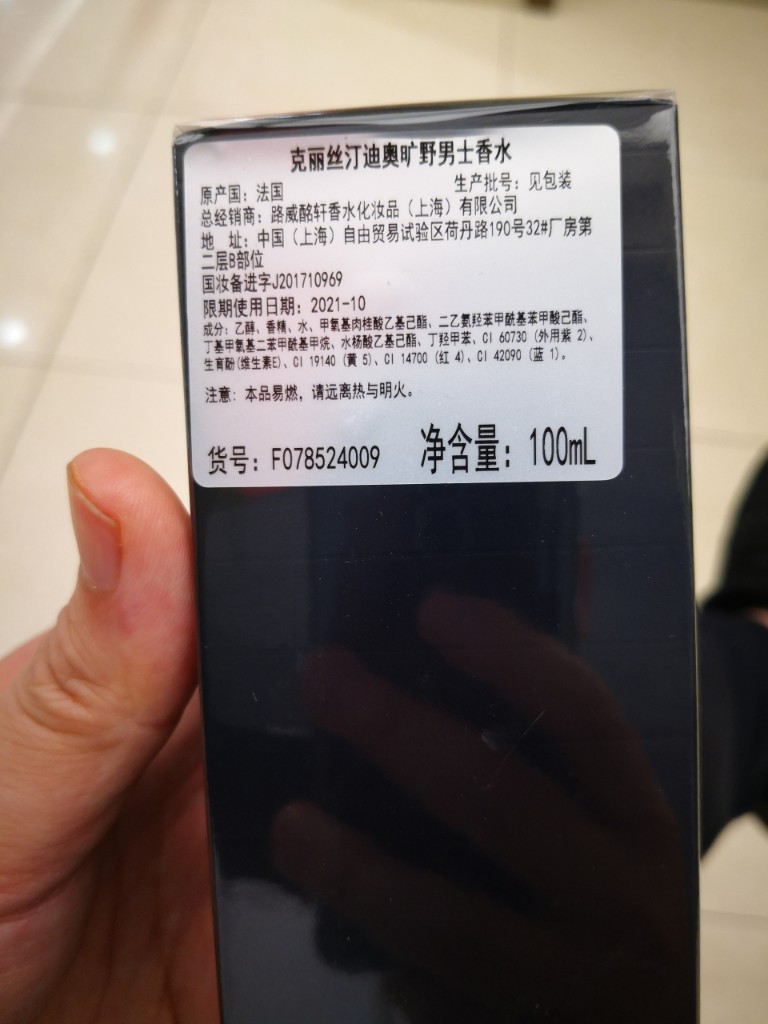 克丽丝汀迪奥旷野男士香水
原产国：法国 生产批号：见包装
总经销商：路威酩轩香水化妆品（上海）有限公司
地 址：中国（上海）自由贸易试验区荷丹路190号32#厂房第
二层B部位
国妆备进字J201710969
限期使用日期：2021-10
成分：乙醇、香精、水、甲氧基肉桂酸乙基己酯、二乙氨羟苯甲酰基苯甲酸己酯、
丁基甲氧基二苯甲酰基甲烷、水杨酸乙基己酯、丁羟甲苯、CI 60730（外用紫 2）、
生育酚(维生素E)、CI 19140（黄 5）、CI 14700（红 4）、CI 42090（蓝 1）。
注意：本品易燃，请远离热与明火。
货号：F078524009 净含量：100mL